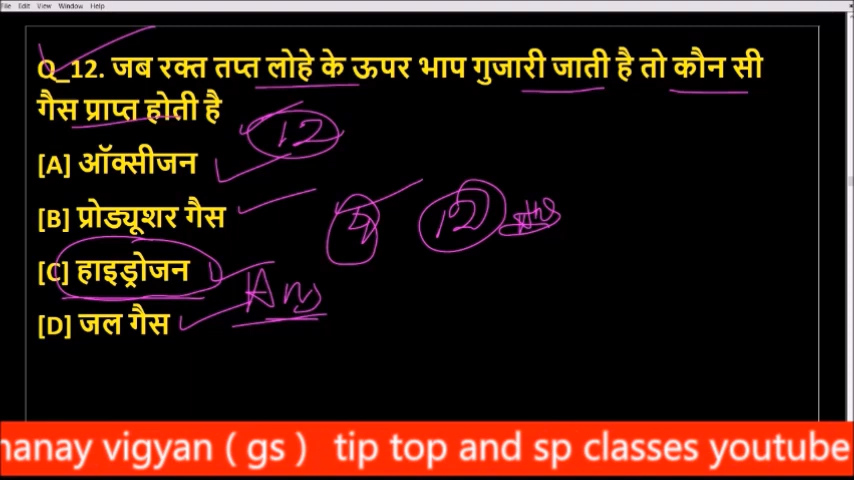 File Edit View Window Help
Q_12. जब रक्त तप्त लोहे के ऊपर भाप गुजारी जाती है तो कौन सी
गैस प्राप्त होती है
12
[A] ऑक्सीजन
[B] प्रोड्यूशर गैस
12 Ans
[C] हाइड्रोजन
Ans
[D] जल गैस
hanay vigyan ( gs ) tip top and sp classes youtube